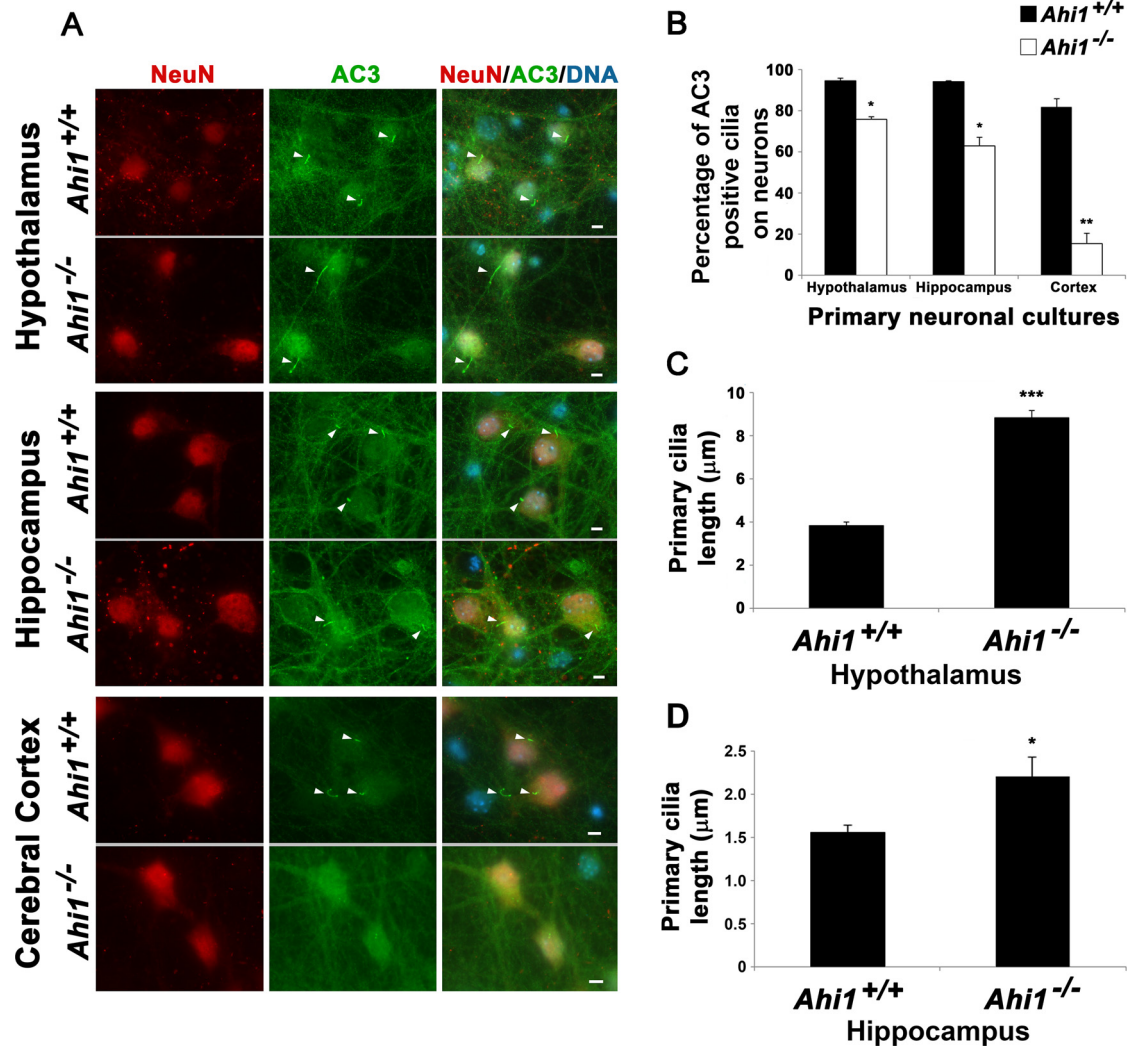 A
NeuN
AC3
NeuN/AC3/DNA
Hypothalamus
Ahi1+/+
Ahi1-/-
Hippocampus
Ahi1+/+
Ahi1-/-
Cerebral Cortex
Ahi1+/+
Ahi1-/-
B
Ahi1+/+
Ahi1-/-
Percentage of AC3
positive cilia
on neurons
100
80
60
40
20
0
*
*
**
Hypothalamus
Hippocampus
Cortex
Primary neuronal cultures
C
Primary cilia
length (μm)
10
8
6
4
2
0
***
Ahi1+/+
Ahi1-/-
Hypothalamus
D
Primary cilia
length (μm)
2.5
2.0
1.5
1.0
0.5
0
*
Ahi1+/+
Ahi1-/-
Hippocampus